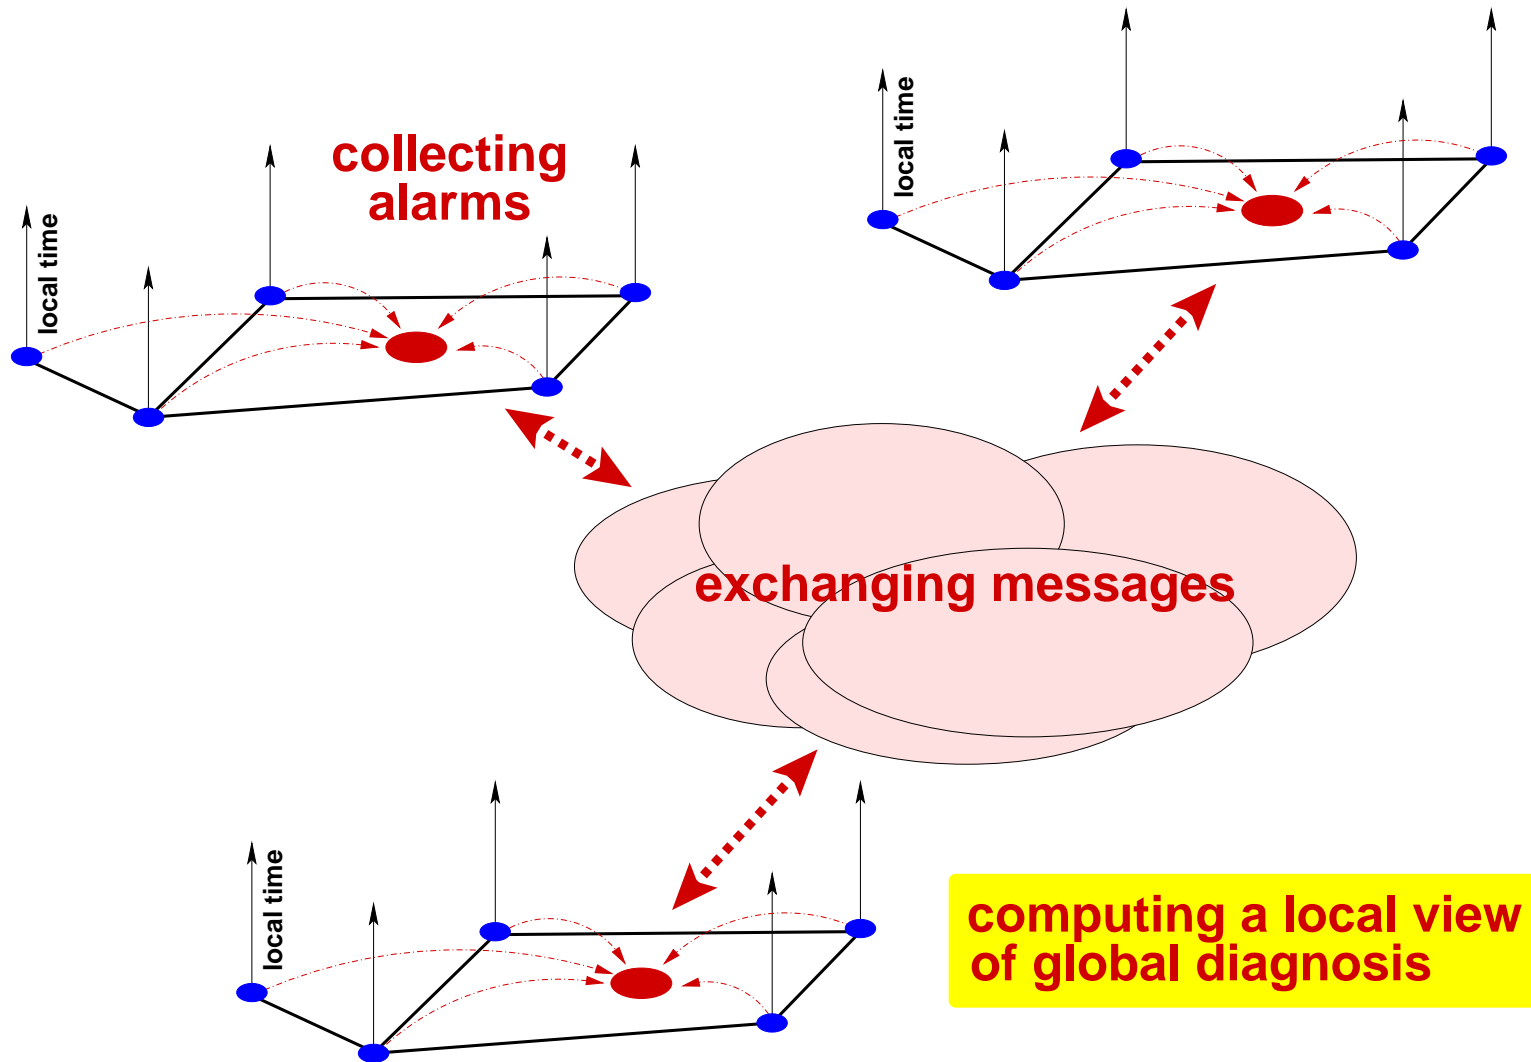 local time
collecting
alarms
local time
exchanging messages
local time
computing a local view
of global diagnosis